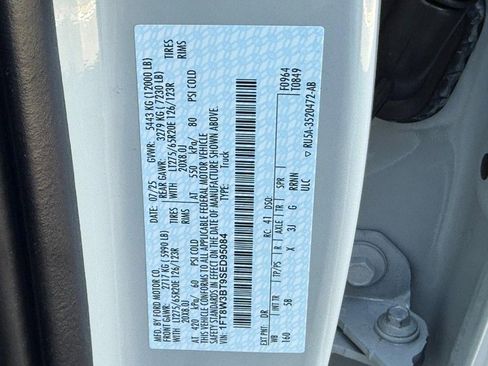 MFD. BY FORD MOTOR CO.
07/25
GVWR: 5443 KG (12000 LB)
FRONT GAWR: 2717 KG (5990 LB)
REAR GAWR: 3279 KG (7230 LB)
WITH LT275/65R20E 126/123R TIRES
WITH LT275/65R20E 126/123R TIRES
20X8.0J RIMS
20X8.0J RIMS
AT 420 kPa/ 60 PSI COLD
AT 550 kPa/ 80 PSI COLD
THIS VEHICLE CONFORMS TO ALL APPLICABLE FEDERAL MOTOR VEHICLE SAFETY STANDARDS IN EFFECT ON THE DATE OF MANUFACTURE SHOWN ABOVE.
VIN: 1FT8W3BT9SED95084
TYPE: Truck
F0964
T0849
EXT PNT: DR RC: 41 DSO:
WB INT TR TP/PS R AXLE TR SPR
160 5B X 3J G RRNN
ULC
RU5A-3520472-AB